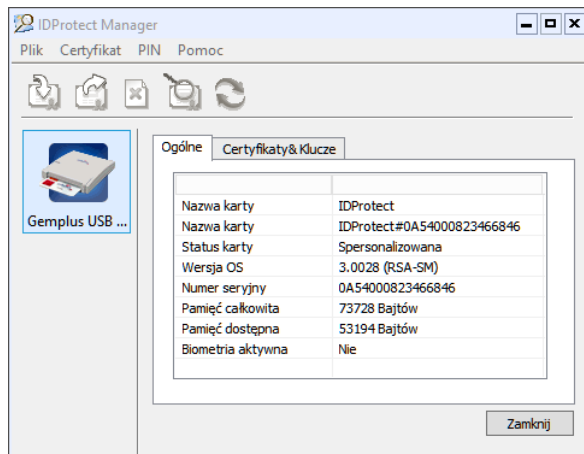 IDProtect Manager
Plik Certyfikat PIN Pomoc
Gemplus USB ...
Ogólne Certyfikaty& Klucze
Nazwa karty IDProtect
Nazwa karty IDProtect#0A54000823466846
Status karty Spersonalizowana
Wersja OS 3.0028 (RSA-SM)
Numer seryjny 0A54000823466846
Pamięć całkowita 73728 Bajtów
Pamięć dostępna 53194 Bajtów
Biometria aktywna Nie
Zamknij